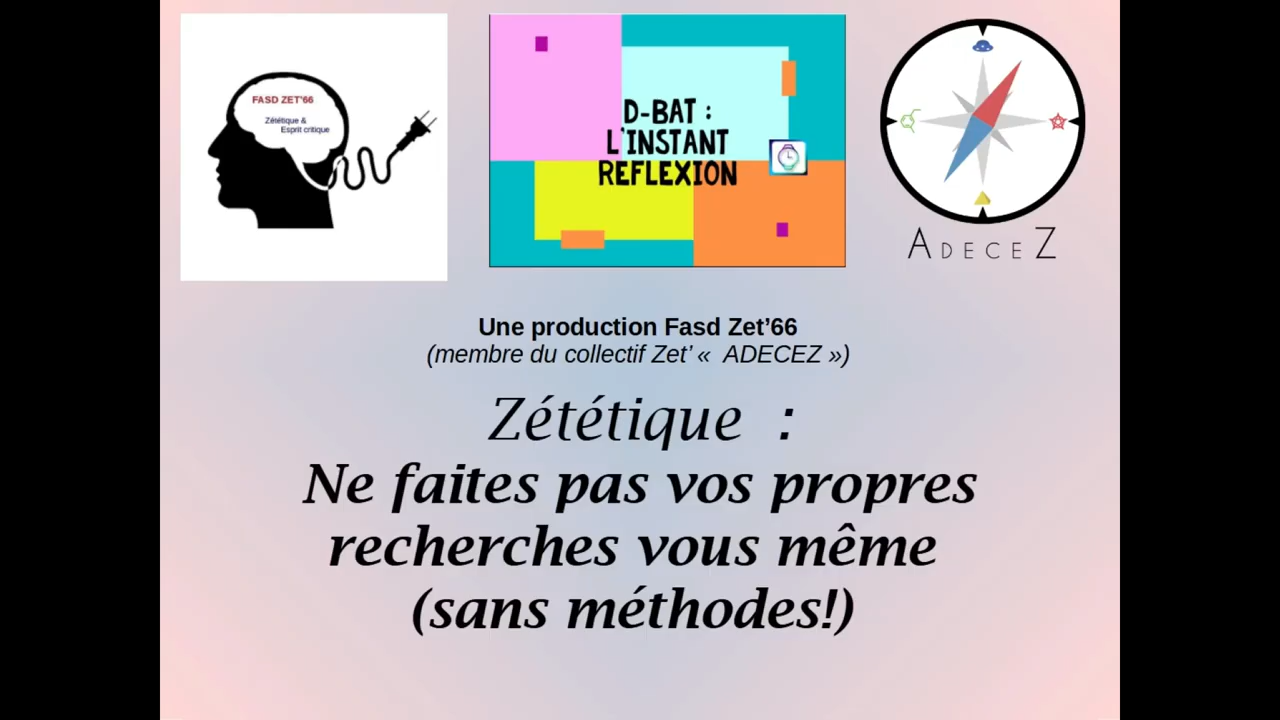 FASD ZET'66
Zététique &
Esprit critique
D-BAT :
L'INSTANT
REFLEXION
ADECEZ
Une production Fasd Zet’66
(membre du collectif Zet’ «  ADECEZ »)
Zététique  :
Ne faites pas vos propres
recherches vous même
(sans méthodes!)